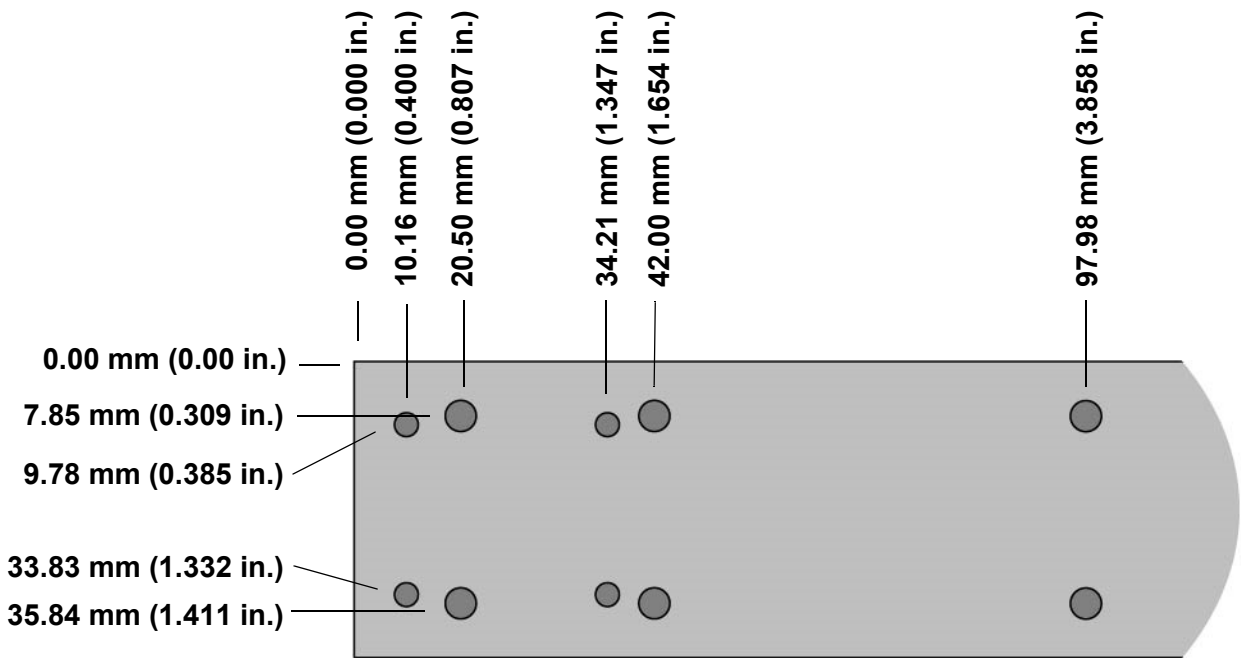 0.00 mm (0.000 in.)
10.16 mm (0.400 in.)
20.50 mm (0.807 in.)
34.21 mm (1.347 in.)
42.00 mm (1.654 in.)
97.98 mm (3.858 in.)
0.00 mm (0.00 in.)
7.85 mm (0.309 in.)
9.78 mm (0.385 in.)
33.83 mm (1.332 in.)
35.84 mm (1.411 in.)